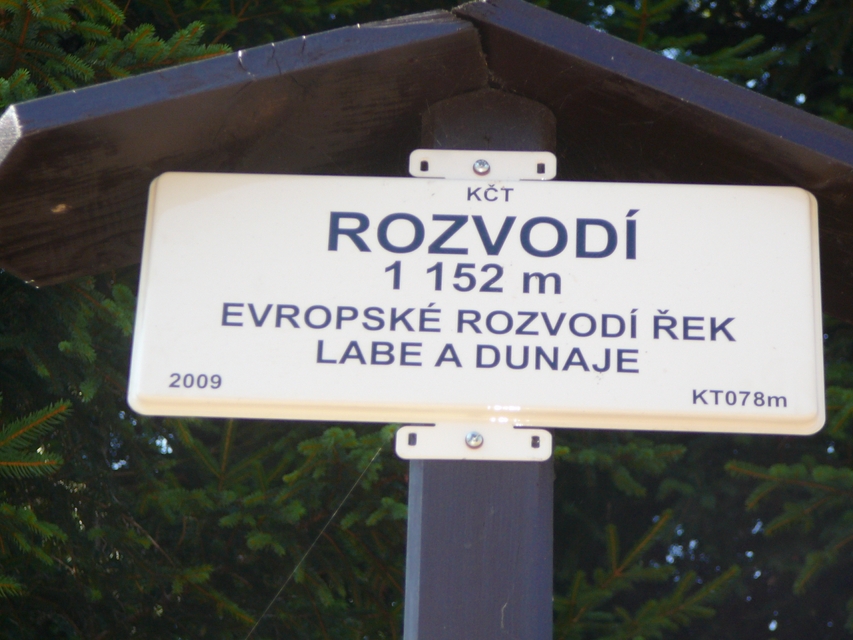 KČT
ROZVODÍ
1 152 m
EVROPSKÉ ROZVODÍ ŘEK
LABE A DUNAJE
2009
KT078m